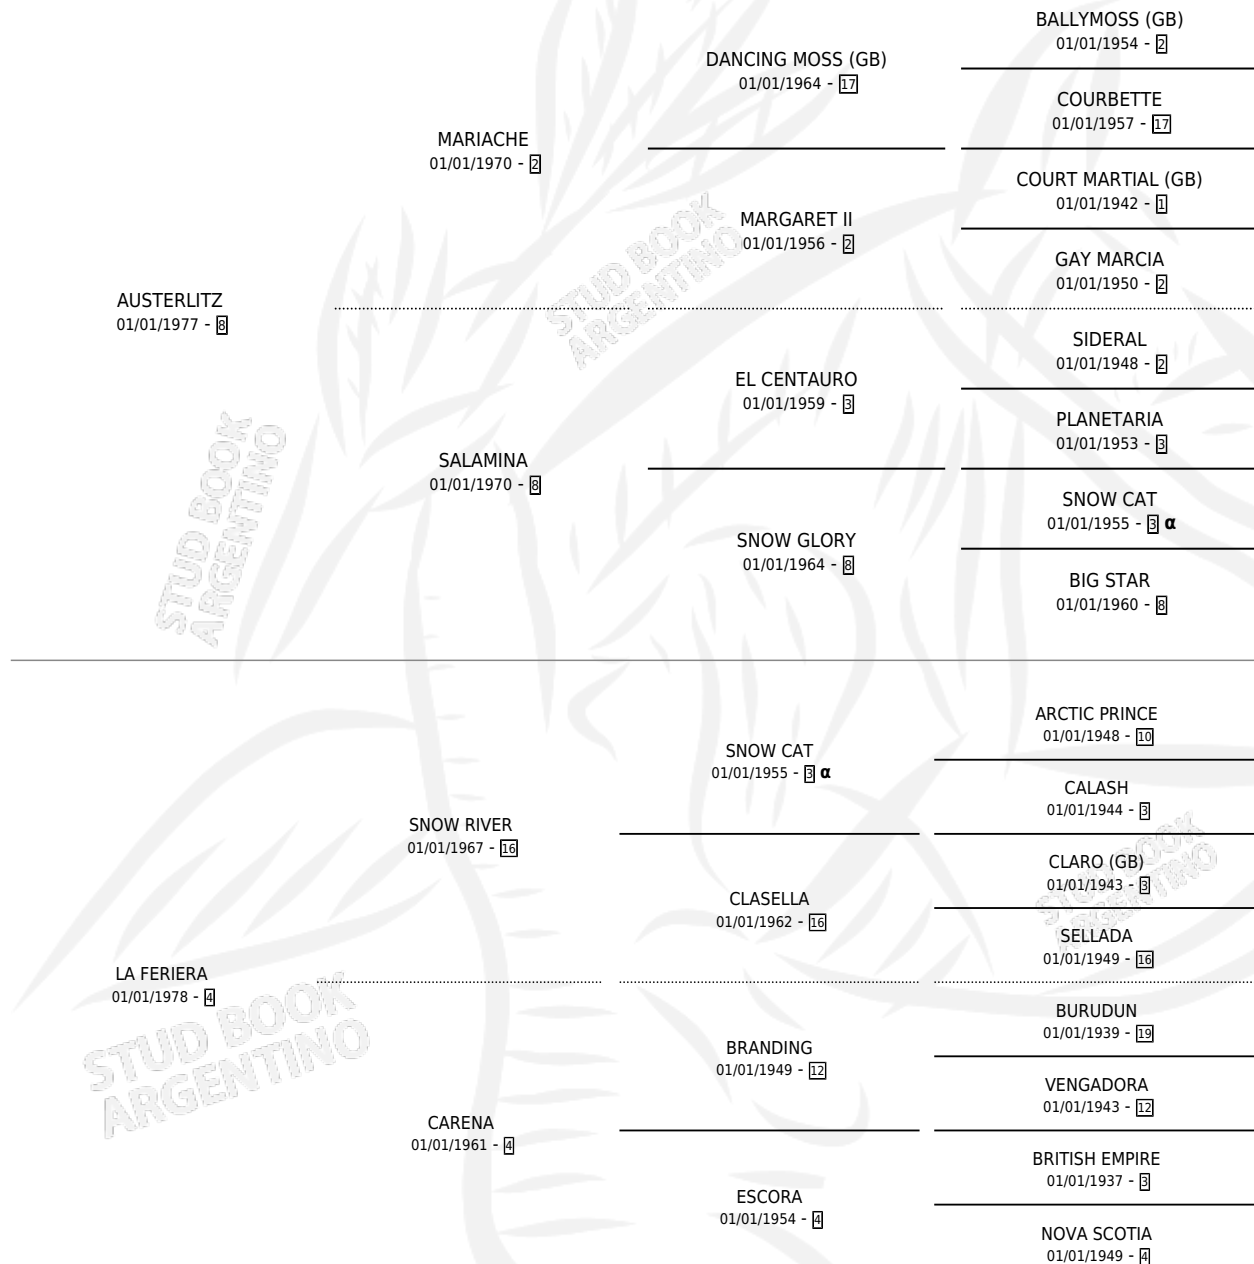 BALLYMOSS (GB)
01/01/1954 - 2
DANCING MOSS (GB)
01/01/1964 - 17
COURBETTE
01/01/1957 - 17
MARIACHE
01/01/1970 - 2
COURT MARTIAL (GB)
01/01/1942 - 1
MARGARET II
01/01/1956 - 2
GAY MARCIA
01/01/1950 - 2
AUSTERLITZ
01/01/1977 - 8
SIDERAL
01/01/1948 - 2
EL CENTAURO
01/01/1959 - 3
PLANETARIA
01/01/1953 - 3
SALAMINA
01/01/1970 - 8
SNOW CAT
01/01/1955 - 3 α
SNOW GLORY
01/01/1964 - 8
BIG STAR
01/01/1960 - 8
ARCTIC PRINCE
01/01/1948 - 10
SNOW CAT
01/01/1955 - 3 α
CALASH
01/01/1944 - 3
SNOW RIVER
01/01/1967 - 16
CLARO (GB)
01/01/1943 - 3
CLASELLA
01/01/1962 - 16
SELLADA
01/01/1949 - 16
LA FERIERA
01/01/1978 - 4
BURUDUN
01/01/1939 - 19
BRANDING
01/01/1949 - 12
VENGADORA
01/01/1943 - 12
CARENA
01/01/1961 - 4
BRITISH EMPIRE
01/01/1937 - 3
ESCORA
01/01/1954 - 4
NOVA SCOTIA
01/01/1949 - 4
STUD BOOK
ARGENTINO
STUD BOOK
ARGENTINO
STUD BOOK
ARGENTINO
STUD BOOK
ARGENTINO